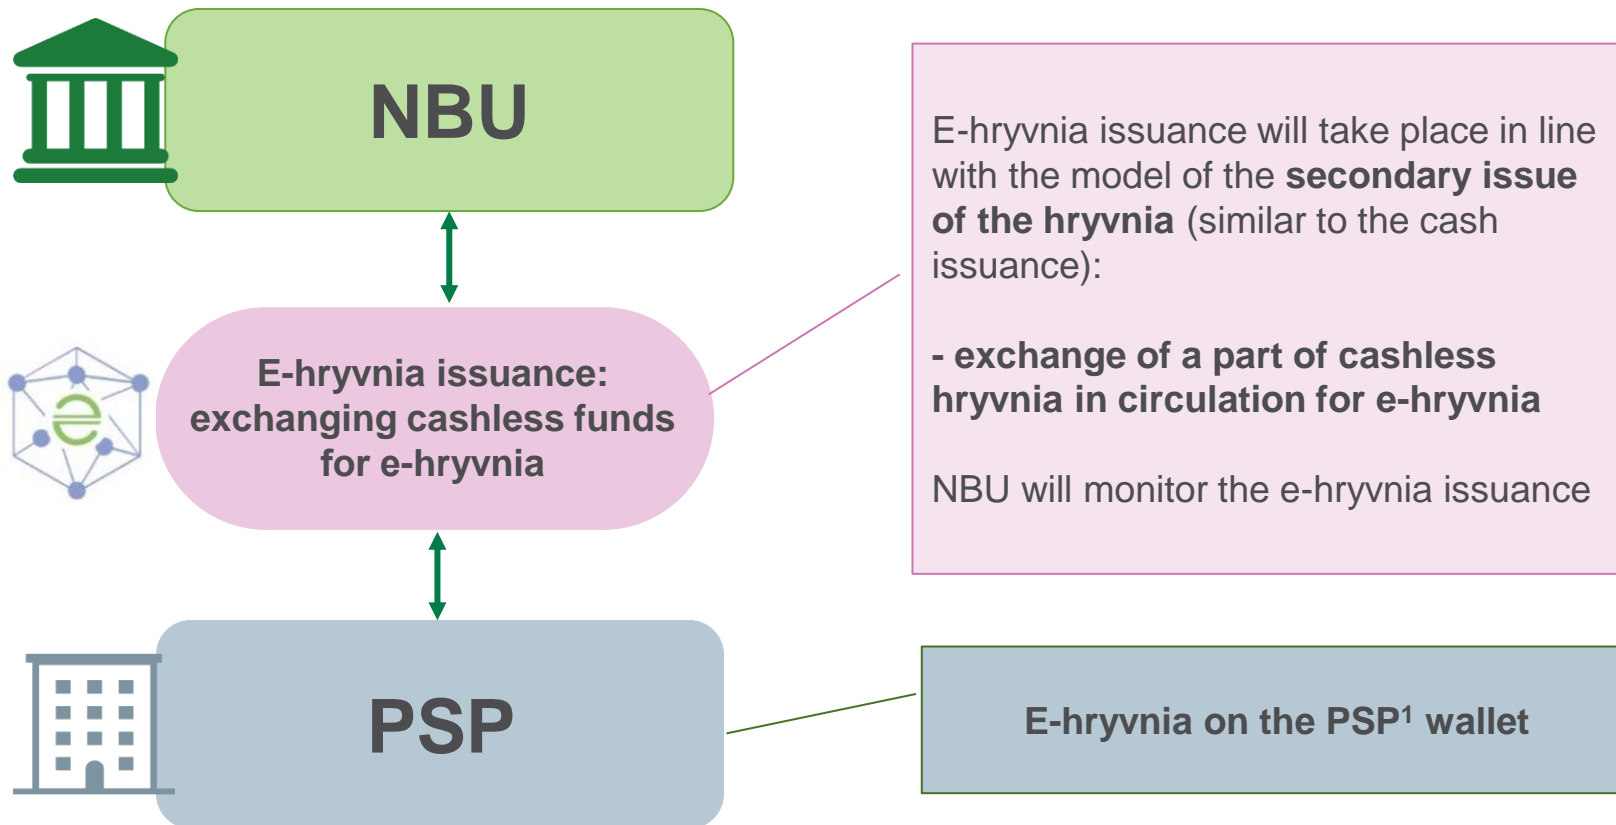 NBU
E-hryvnia issuance:
exchanging cashless funds
for e-hryvnia
PSP
E-hryvnia issuance will take place in line
with the model of the secondary issue
of the hryvnia (similar to the cash
issuance):
- exchange of a part of cashless
hryvnia in circulation for e-hryvnia
NBU will monitor the e-hryvnia issuance
E-hryvnia on the PSP¹ wallet